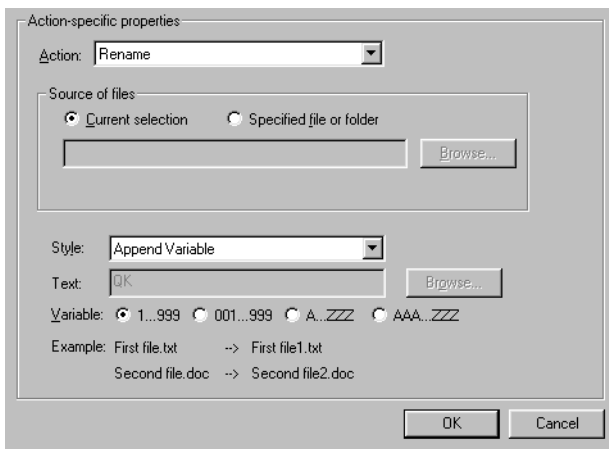 Action-specific properties
Action: Rename
Source of files
Current selection Specified file or folder
Browse...
Style: Append Variable
Text: QK Browse...
Variable: 1...999 001...999 A...ZZZ AAA...ZZZ
Example: First file.txt --> First file1.txt
Second file.doc --> Second file2.doc
OK Cancel